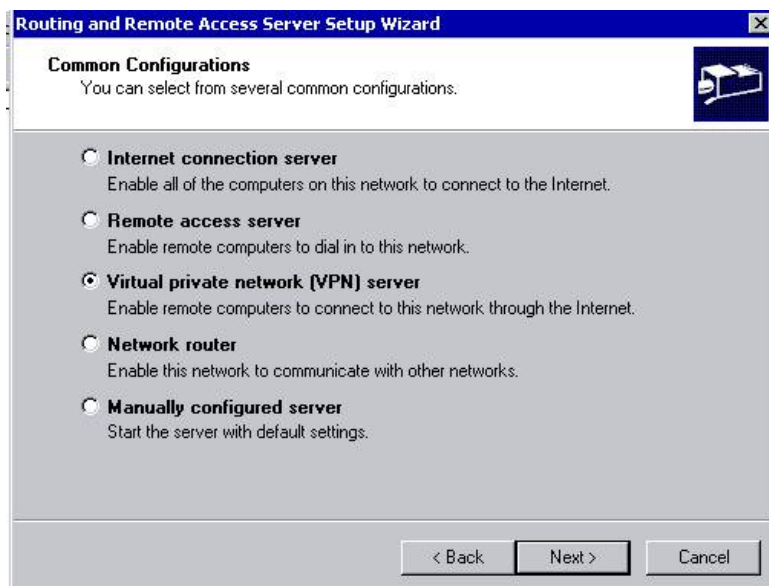 Routing and Remote Access Server Setup Wizard
Common Configurations
You can select from several common configurations.
Internet connection server
Enable all of the computers on this network to connect to the Internet.
Remote access server
Enable remote computers to dial in to this network.
Virtual private network (VPN) server
Enable remote computers to connect to this network through the Internet.
Network router
Enable this network to communicate with other networks.
Manually configured server
Start the server with default settings.
< Back
Next >
Cancel